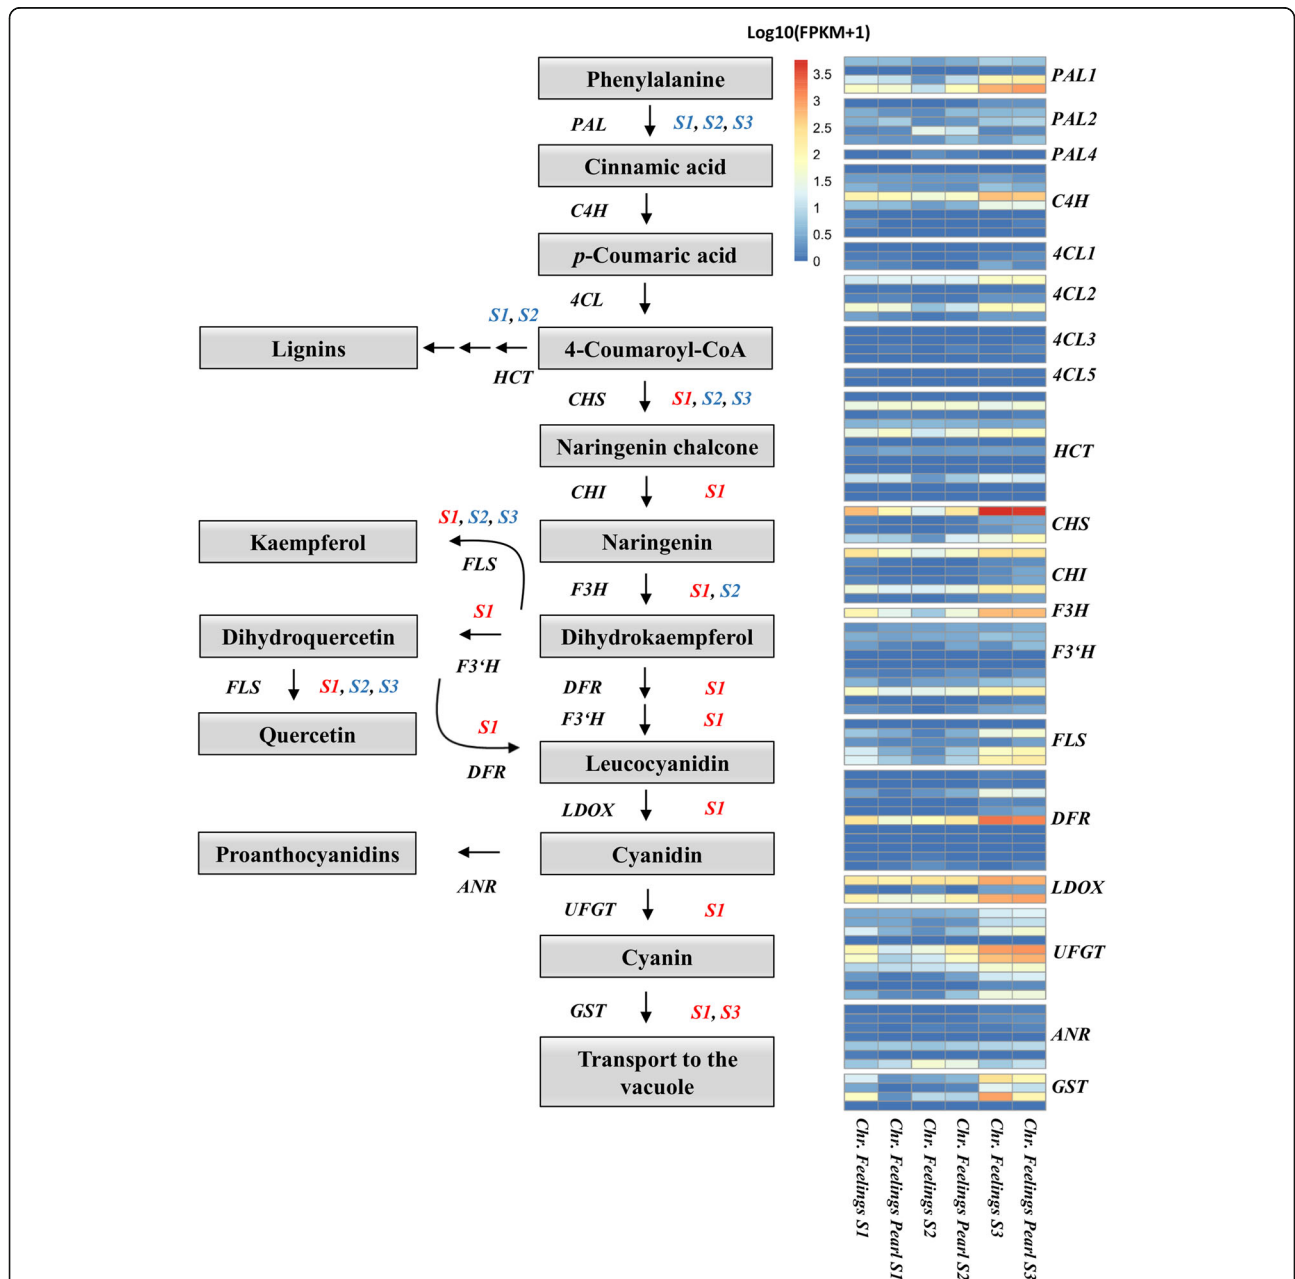 Log10(FPKM+1)
Phenylalanine
PAL S1, S2, S3
Cinnamic acid
C4H
p-Coumaric acid
4CL
S1, S2
Lignins
4-Coumaroyl-CoA
HCT
CHS S1, S2, S3
Naringenin chalcone
CHI S1
S1, S2, S3
Kaempferol
Naringenin
FLS
F3H S1, S2
S1
Dihydroquercetin
Dihydrokaempferol
F3‘H
FLS S1, S2, S3
DFR S1
F3‘H S1
Quercetin
S1
DFR
Leucocyanidin
LDOX S1
Proanthocyanidins
Cyanidin
ANR
UFGT S1
Cyanin
GST S1, S3
Transport to the
vacuole
3.5
3
2.5
2
1.5
1
0.5
0
PAL1
PAL2
PAL4
C4H
4CL1
4CL2
4CL3
4CL5
HCT
CHS
CHI
F3H
F3‘H
FLS
DFR
LDOX
UFGT
ANR
GST
Chr. Feelings S1
Chr. Feelings Pearl S1
Chr. Feelings S2
Chr. Feelings Pearl S2
Chr. Feelings S3
Chr. Feelings Pearl S3